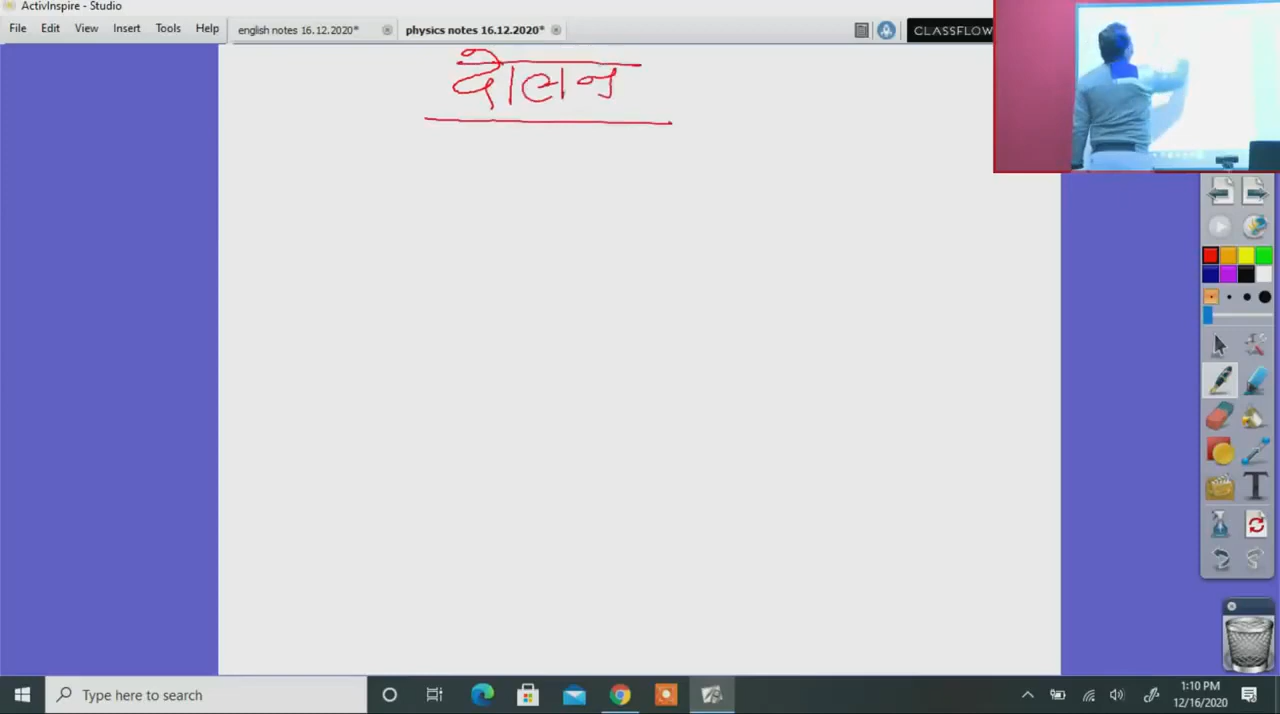 ActivInspire - Studio
File Edit View Insert Tools Help
english notes 16.12.2020* physics notes 16.12.2020*
CLASSFLOW
दोलन
T
Type here to search
1:10 PM
12/16/2020